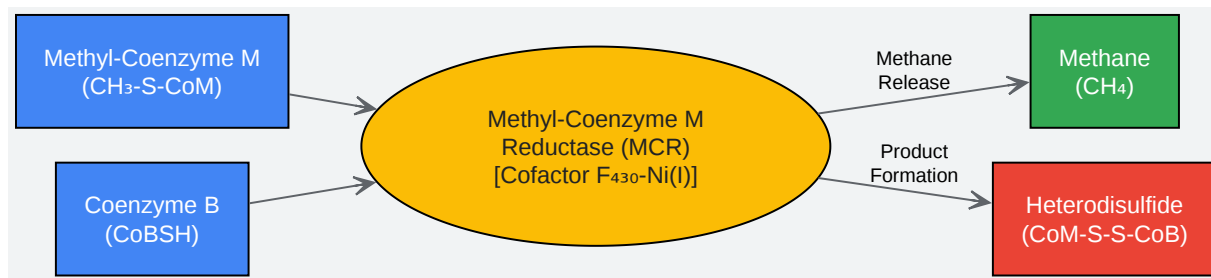 Methyl-Coenzyme M
(CH₃-S-CoM)
Coenzyme B
(CoBSH)
Methyl-Coenzyme M
Reductase (MCR)
[Cofactor F₄₃₀-Ni(I)]
Methane
Release
Product
Formation
Methane
(CH₄)
Heterodisulfide
(CoM-S-S-CoB)